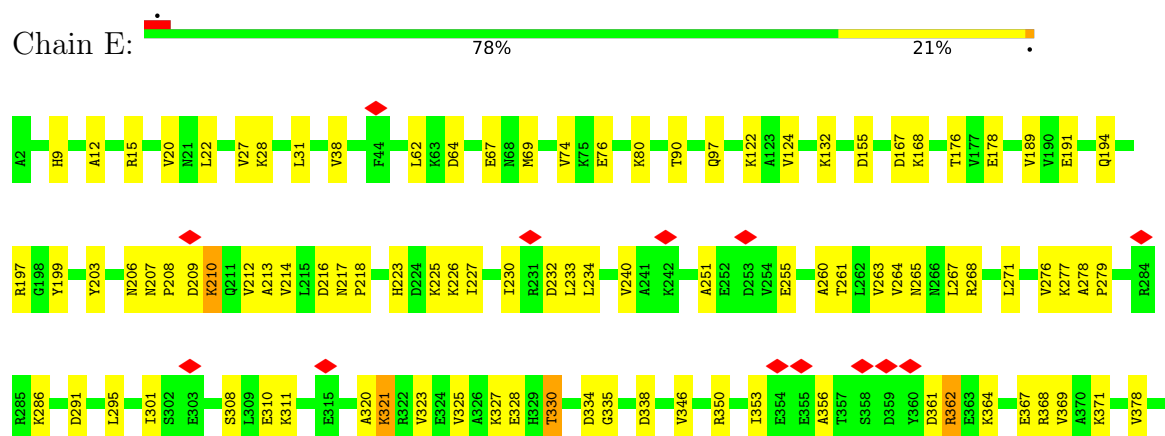 Chain E:
78%
21%
A2 H9 A12 R15 V20 N21 L22 V27 K28 L31 V38 F44 L62 K63 D64 E67 N68 M69 V74 K75 E76 K80 T90 Q97 K122 A123 V124 K132 D155 D167 K168 T176 V177 E178 V189 V190 E191 Q194
R197 G198 Y199 Y203 N206 N207 P208 D209 K210 Q211 V212 A213 V214 L215 D216 N217 P218 H223 D224 K225 K226 I227 I230 R231 D232 L233 L234 V240 A241 K242 A251 E252 D253 V254 E255 A260 T261 L262 V263 V264 N265 N266 L267 R268 L271 V276 K277 A278 P279 R284
R285 K286 D291 L295 I301 S302 E303 S308 L309 E310 K311 E315 A320 K321 R322 V323 E324 V325 A326 K327 E328 H329 T330 D334 G335 D338 V346 R350 I353 E354 E355 A356 T357 S358 D359 Y360 D361 R362 E363 K364 E367 R368 V369 A370 K371 V378